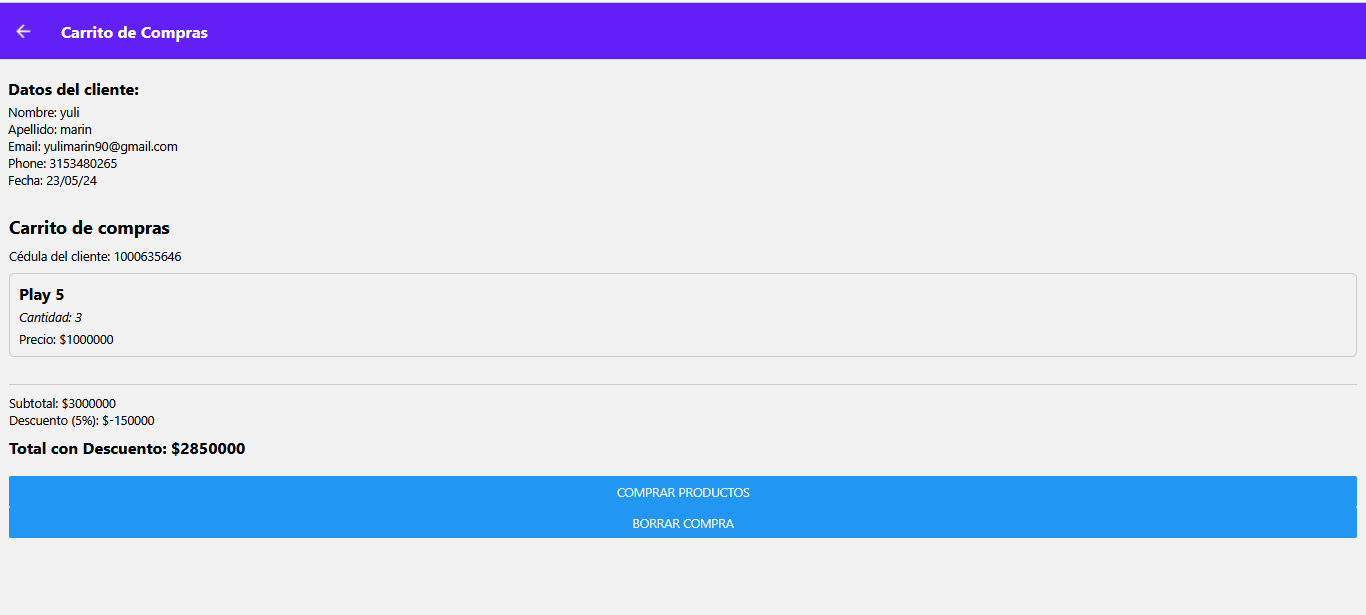 Carrito de Compras
Datos del cliente:
Nombre: yuli
Apellido: marin
Email: yulimarin90@gmail.com
Phone: 3153480265
Fecha: 23/05/24
Carrito de compras
Cédula del cliente: 1000635646
Play 5
Cantidad: 3
Precio: $1000000
Subtotal: $3000000
Descuento (5%): $-150000
Total con Descuento: $2850000
COMPRAR PRODUCTOS
BORRAR COMPRA